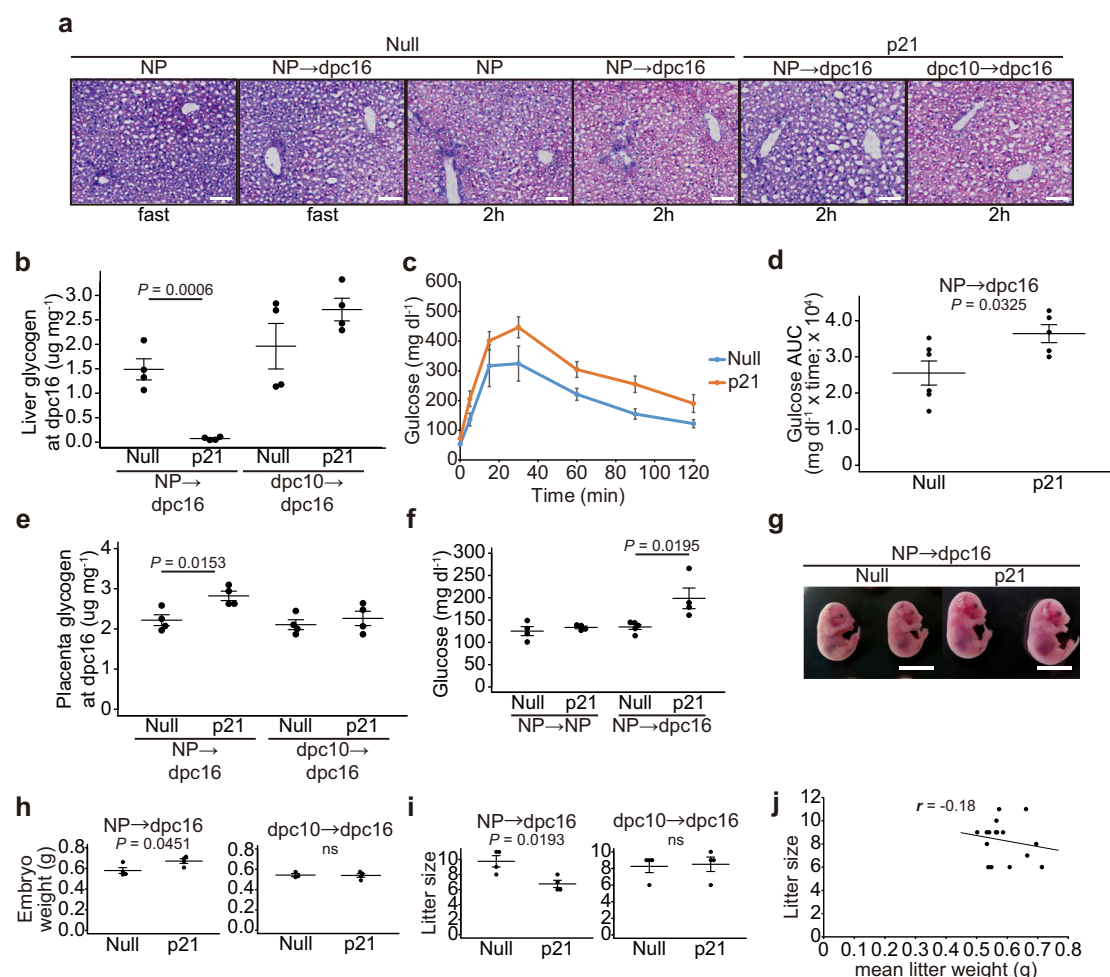 a
Null
p21
NP
NP→dpc16
NP
NP→dpc16
NP→dpc16
dpc10→dpc16
fast
fast
2h
2h
2h
2h
b
Liver glycogen
at dpc16 (ug mg⁻¹)
P = 0.0006
3.0
2.5
2.0
1.5
1.0
0.5
0.0
Null
p21
Null
p21
NP→
dpc16
dpc10→
dpc16
c
Gulcose (mg dl⁻¹)
600
500
400
300
200
100
0
0
20
40
60
80
100
120
Time (min)
Null
p21
d
NP→dpc16
P = 0.0325
Gulcose AUC
(mg dl⁻¹ x time, x 10⁴)
4.0
3.0
2.0
1.0
0.0
Null
p21
e
Placenta glycogen
at dpc16 (ug mg⁻¹)
P = 0.0153
4
3
2
1
0
Null
p21
Null
p21
NP→
dpc16
dpc10→
dpc16
f
Glucose (mg dl⁻¹)
P = 0.0195
300
250
200
150
100
50
0
Null
p21
Null
p21
NP→NP
NP→dpc16
g
NP→dpc16
Null
p21
h
Embryo
weight (g)
NP→dpc16
P = 0.0451
0.8
0.6
0.4
0.2
0.0
Null
p21
dpc10→dpc16
ns
0.8
0.6
0.4
0.2
0.0
Null
p21
i
Litter size
NP→dpc16
P = 0.0193
10
8
6
4
2
0
Null
p21
dpc10→dpc16
ns
10
8
6
4
2
0
Null
p21
j
r = -0.18
Litter size
12
10
8
6
4
2
0
0
0.1
0.2
0.3
0.4
0.5
0.6
0.7
0.8
mean litter weight (g)